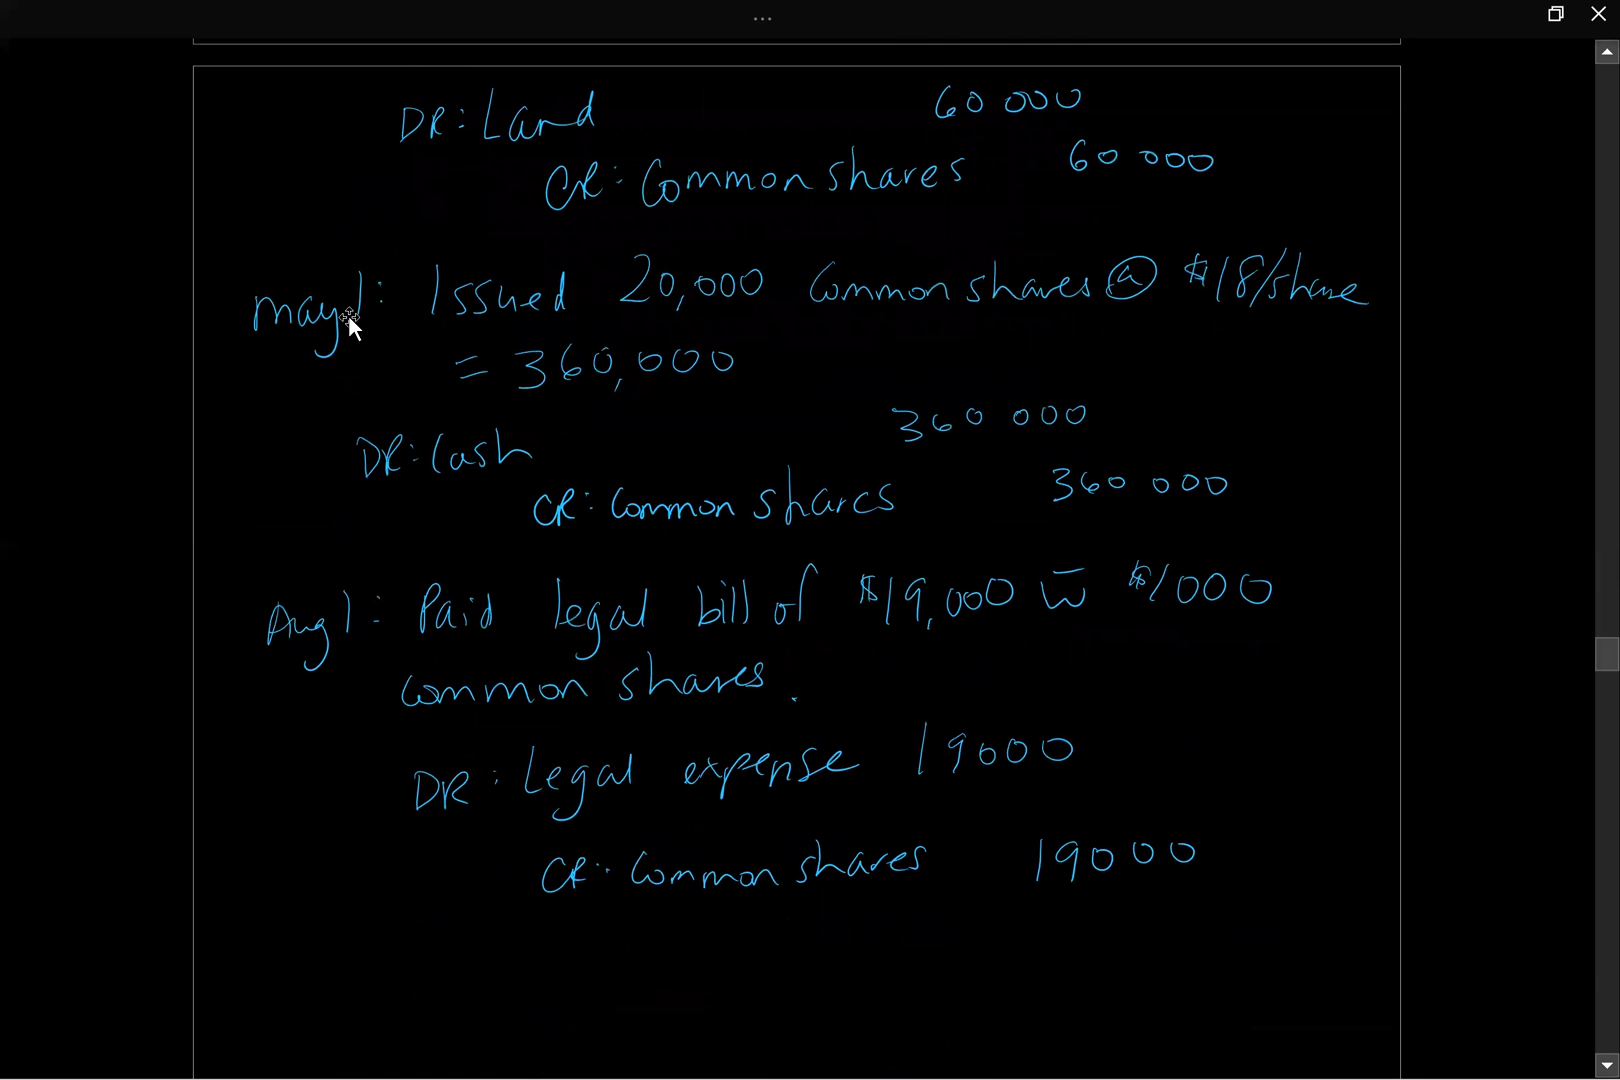 DR: Land 60 000
CR: Common shares 60 000
May 1: Issued 20,000 Common shares @ $18/share
= 360,000
DR: Cash 360 000
CR: Common shares 360 000
Aug 1: Paid legal bill of $19,000 w̅ $1000
common shares.
DR: Legal expense 19000
CR: Common shares 19000